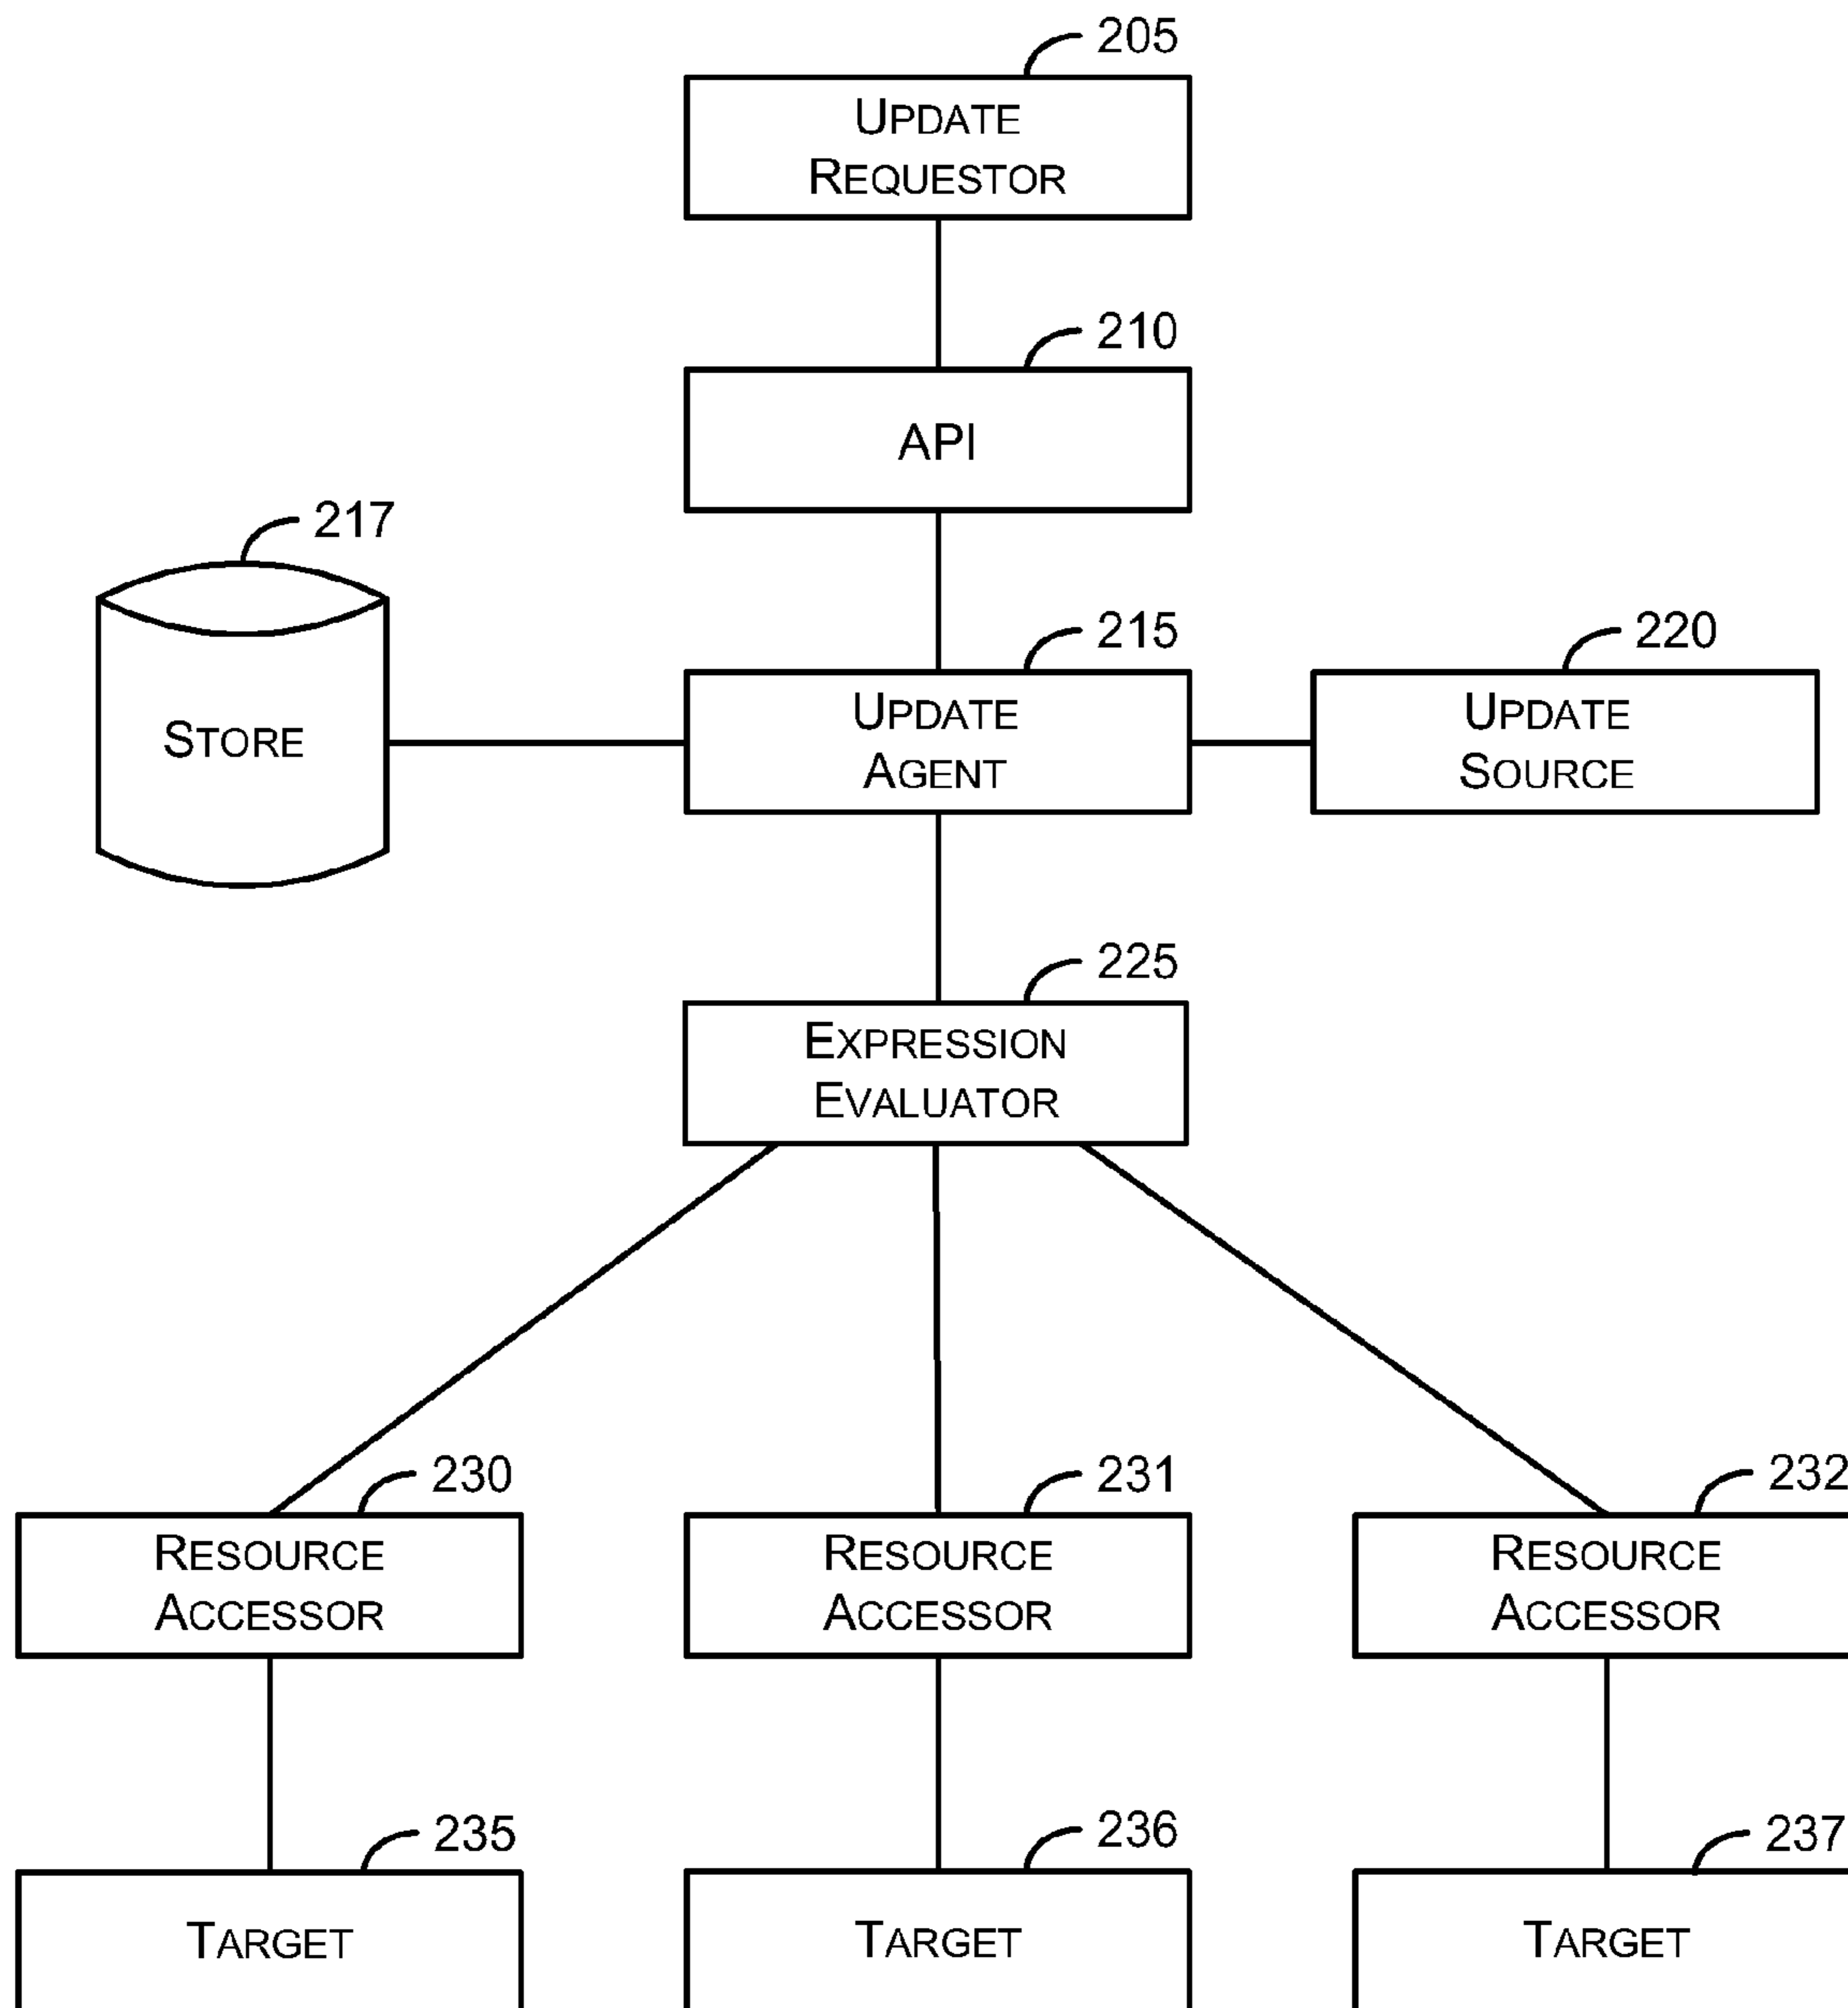 205
UPDATE
REQUESTOR
210
API
217
STORE
215
UPDATE
AGENT
220
UPDATE
SOURCE
225
EXPRESSION
EVALUATOR
230
RESOURCE
ACCESSOR
231
RESOURCE
ACCESSOR
232
RESOURCE
ACCESSOR
235
TARGET
236
TARGET
237
TARGET